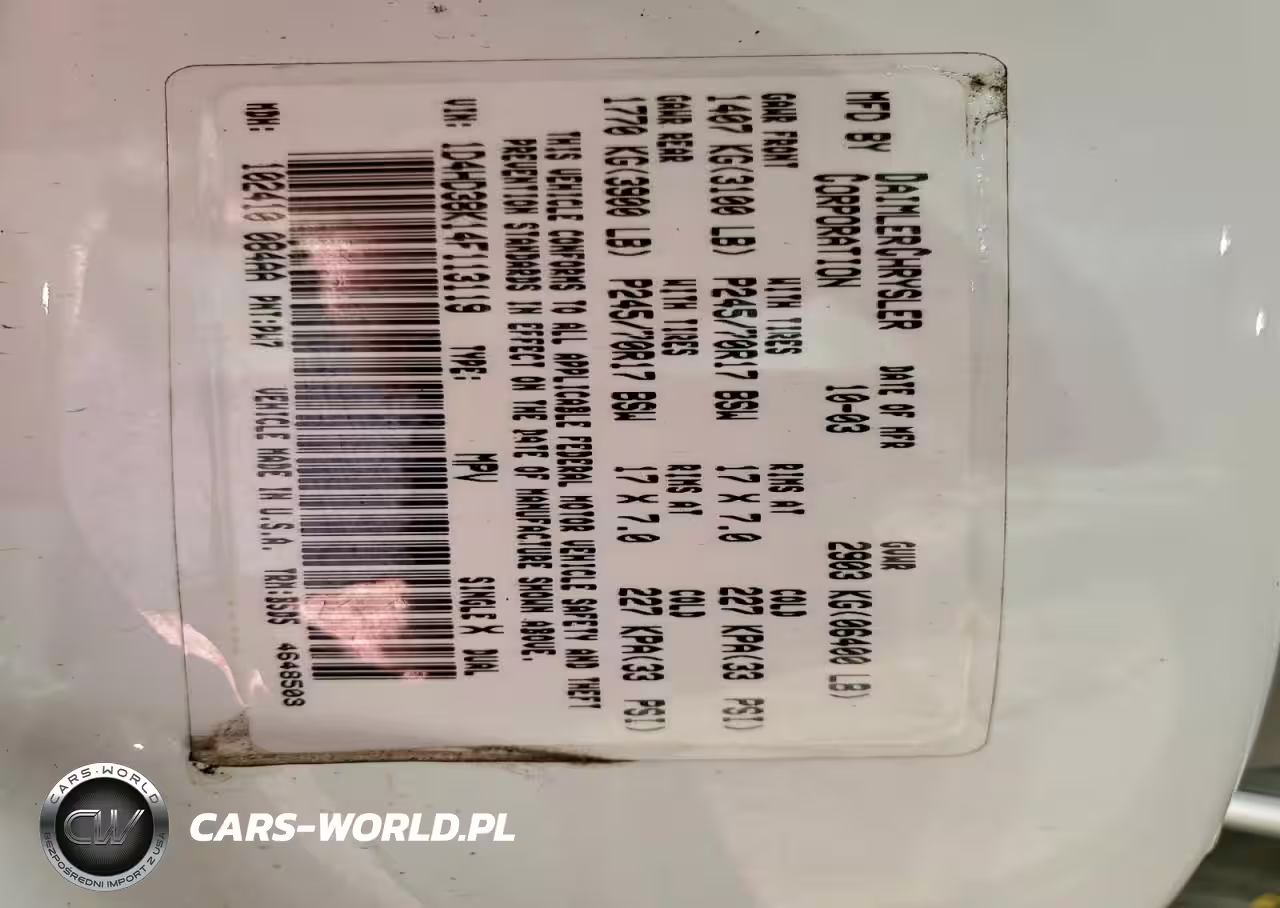 MFD BY DAIMLERCHRYSLER DATE OF MFR GVWR
CORPORATION 10-03 2903 KG(06400 LB)
GAWR FRONT WITH TIRES RIMS AT COLD
1407 KG(3100 LB) P245/70R17 BSW 17 X 7.0 227 KPA(33 PSI)
GAWR REAR WITH TIRES RIMS AT COLD
1770 KG(3900 LB) P245/70R17 BSW 17 X 7.0 227 KPA(33 PSI)
THIS VEHICLE CONFORMS TO ALL APPLICABLE FEDERAL MOTOR VEHICLE SAFETY AND THEFT
PREVENTION STANDARDS IN EFFECT ON THE DATE OF MANUFACTURE SHOWN ABOVE.
VIN: 1D4HD38K14F113119 TYPE: MPV SINGLE X DUAL
MDH: 102410 084AA PNT:PW7 VEHICLE MADE IN U.S.A. 4648503
CARS-WORLD
CW
BEZPOŚREDNI IMPORT Z USA
CARS-WORLD.PL